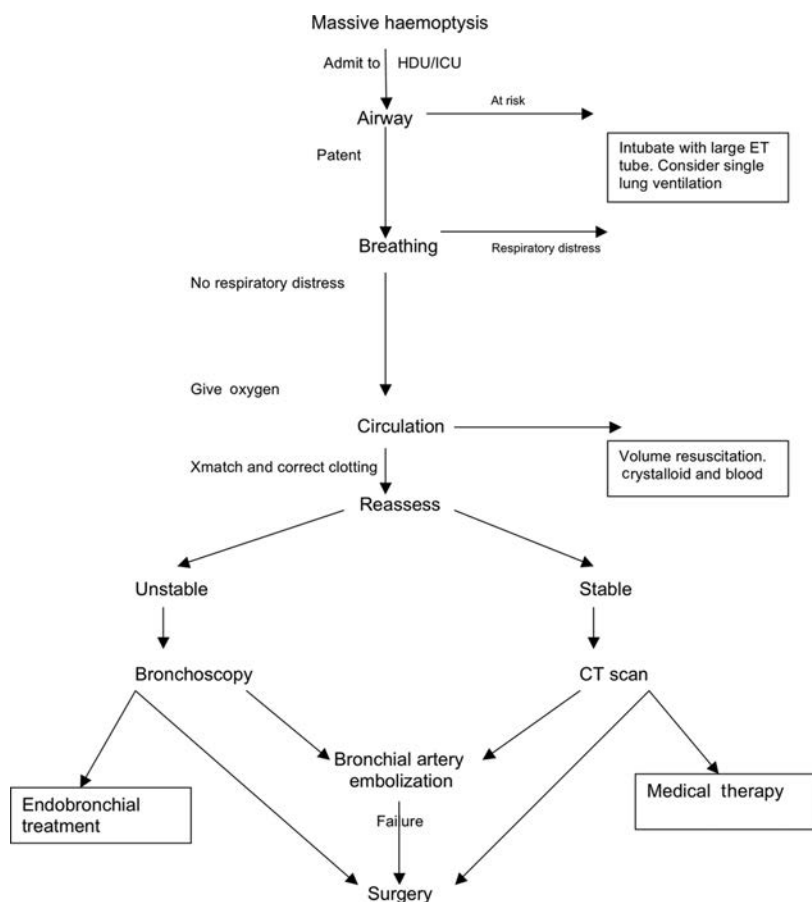 Massive haemoptysis
Admit to HDU/ICU
At risk
Airway
Patent
Intubate with large ET
tube. Consider single
lung ventilation
Breathing
Respiratory distress
No respiratory distress
Give oxygen
Circulation
Volume resuscitation.
crystalloid and blood
Xmatch and correct clotting
Reassess
Unstable
Stable
Bronchoscopy
CT scan
Bronchial artery
embolization
Endobronchial
treatment
Medical therapy
Failure
Surgery